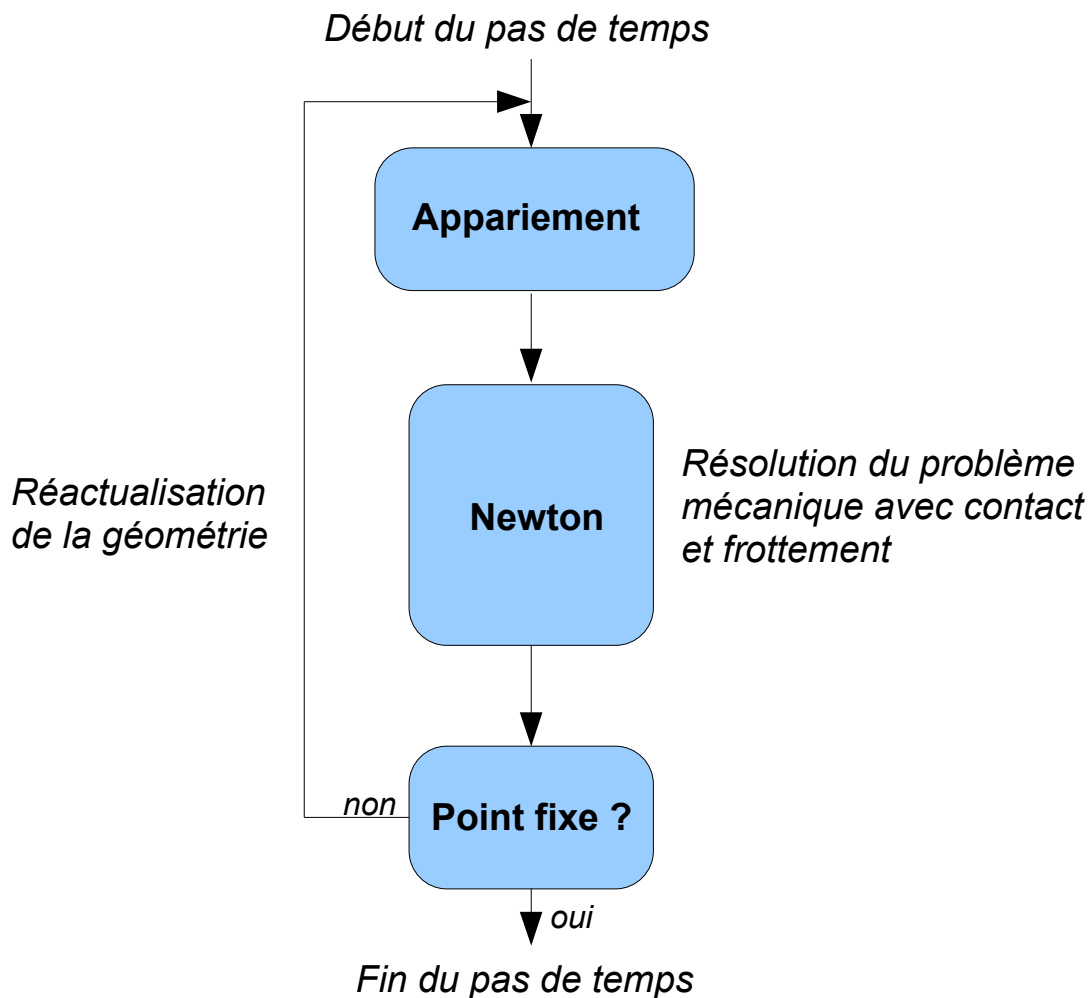 Début du pas de temps
Appariement
Réactualisation
de la géométrie
Newton
Résolution du problème
mécanique avec contact
et frottement
non
Point fixe ?
oui
Fin du pas de temps